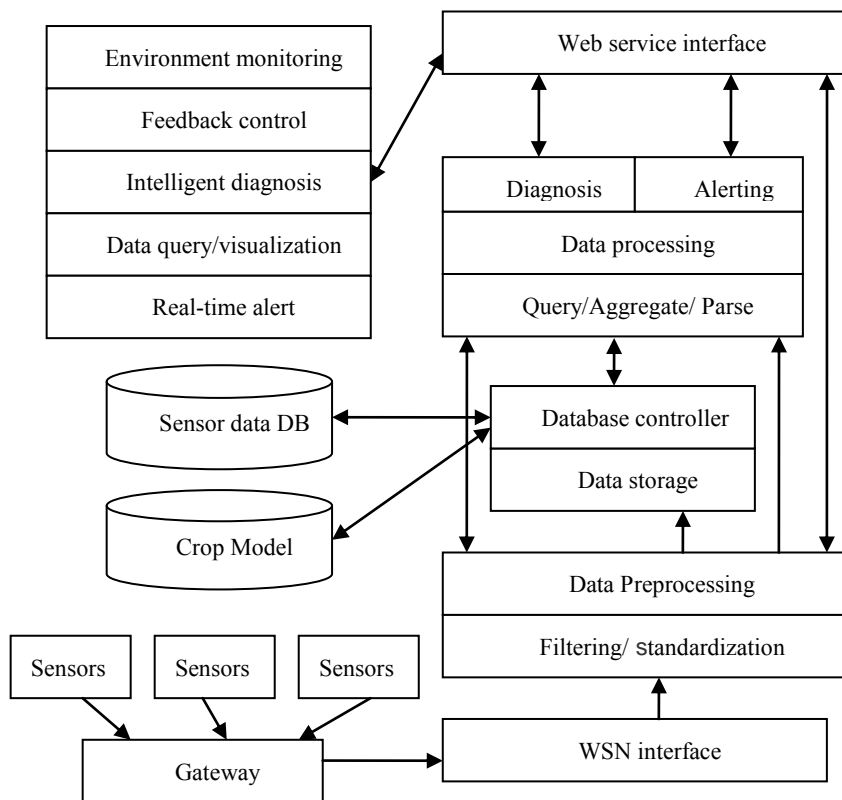 Environment monitoring
Feedback control
Intelligent diagnosis
Data query/visualization
Real-time alert
Web service interface
Diagnosis
Alerting
Data processing
Query/Aggregate/ Parse
Sensor data DB
Crop Model
Database controller
Data storage
Data Preprocessing
Filtering/ Standardization
Sensors
Sensors
Sensors
Gateway
WSN interface